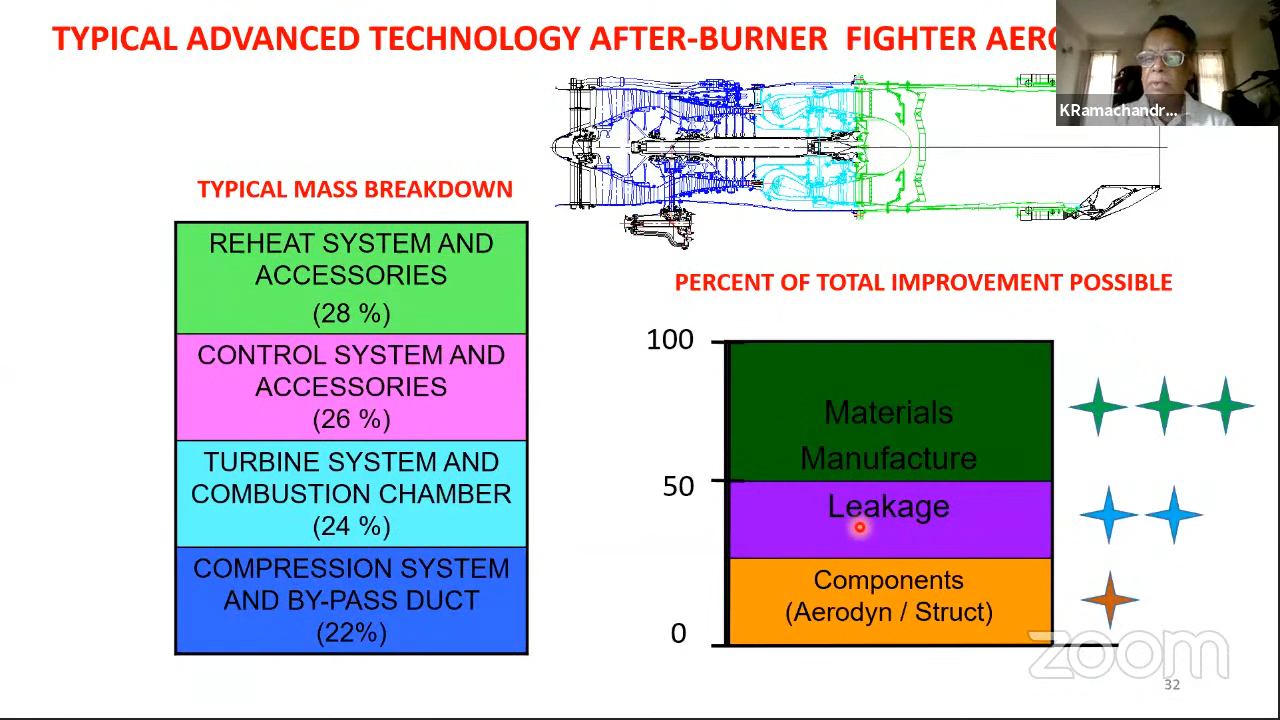 TYPICAL ADVANCED TECHNOLOGY AFTER-BURNER FIGHTER
KRamachandr...
TYPICAL MASS BREAKDOWN
REHEAT SYSTEM AND
ACCESSORIES
(28 %)
CONTROL SYSTEM AND
ACCESSORIES
(26 %)
TURBINE SYSTEM AND
COMBUSTION CHAMBER
(24 %)
COMPRESSION SYSTEM
AND BY-PASS DUCT
(22%)
PERCENT OF TOTAL IMPROVEMENT POSSIBLE
100
50
0
Materials
Manufacture
Leakage
Components
(Aerodyn / Struct)
zoom
32